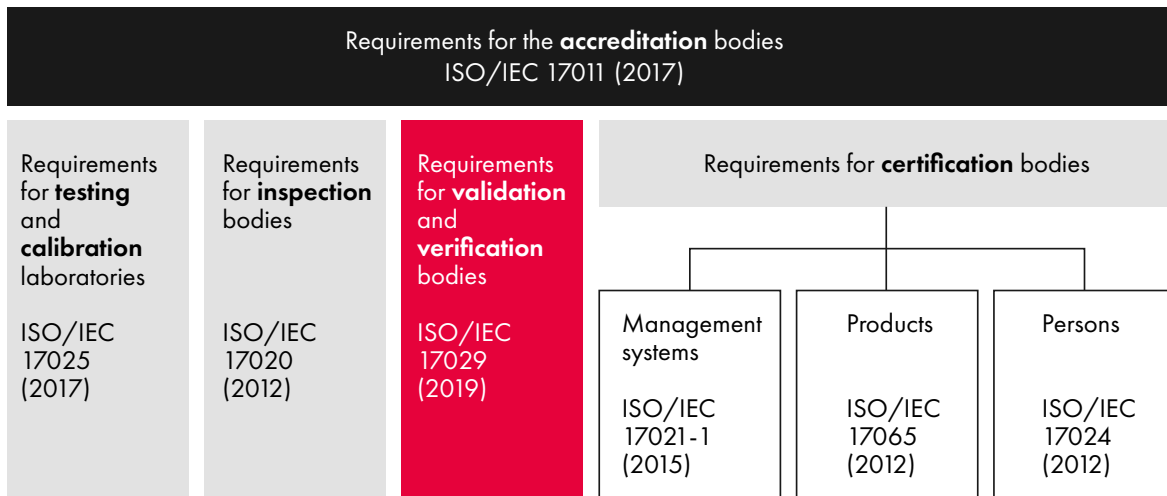 Requirements for the accreditation bodies
ISO/IEC 17011 (2017)
Requirements
for testing
and
calibration
laboratories
ISO/IEC
17025
(2017)
Requirements
for inspection
bodies
ISO/IEC
17020
(2012)
Requirements
for validation
and
verification
bodies
ISO/IEC
17029
(2019)
Requirements for certification bodies
Management
systems
ISO/IEC
17021-1
(2015)
Products
ISO/IEC
17065
(2012)
Persons
ISO/IEC
17024
(2012)